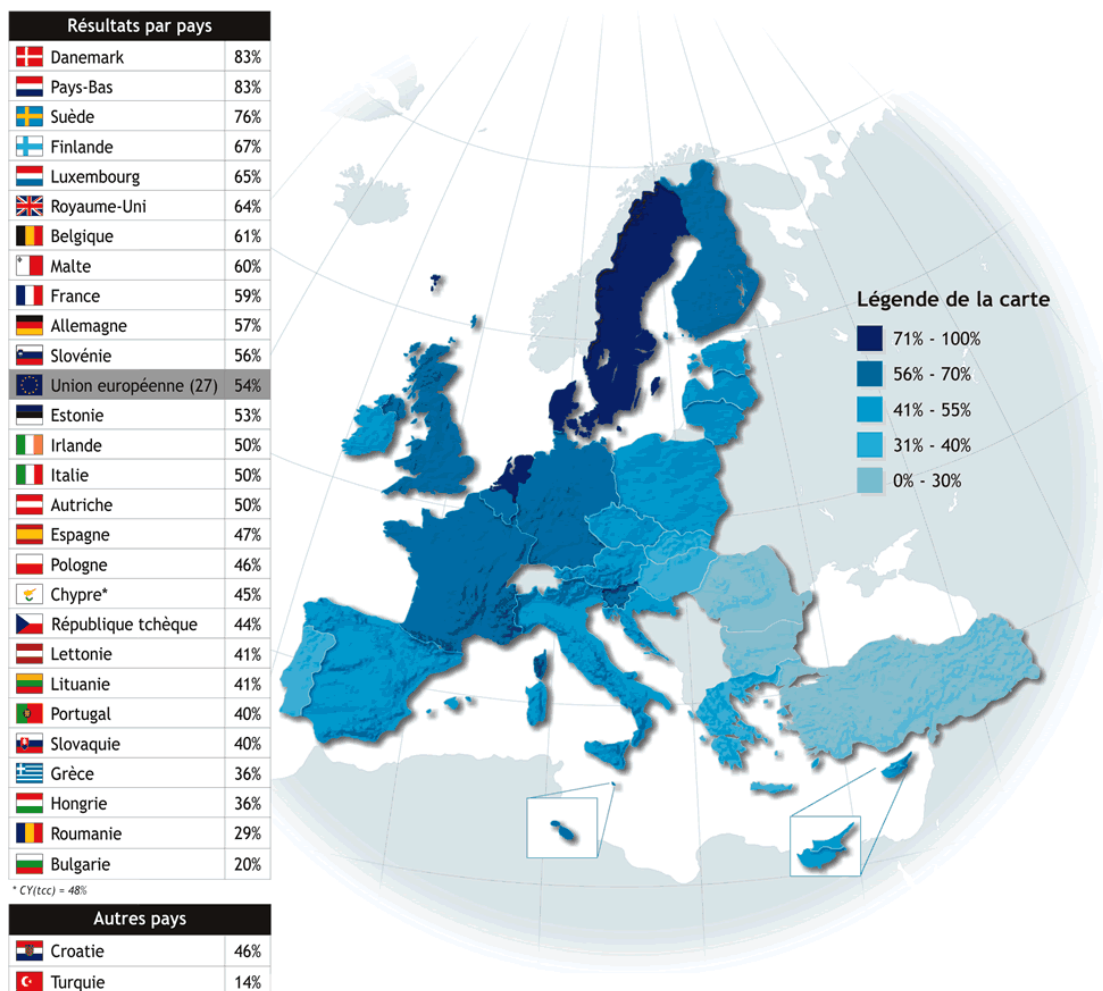 Résultats par pays
Danemark 83%
Pays-Bas 83%
Suède 76%
Finlande 67%
Luxembourg 65%
Royaume-Uni 64%
Belgique 61%
Malte 60%
France 59%
Allemagne 57%
Slovénie 56%
Union européenne (27) 54%
Estonie 53%
Irlande 50%
Italie 50%
Autriche 50%
Espagne 47%
Pologne 46%
Chypre* 45%
République tchèque 44%
Lettonie 41%
Lituanie 41%
Portugal 40%
Slovaquie 40%
Grèce 36%
Hongrie 36%
Roumanie 29%
Bulgarie 20%
* CY(tcc) = 48%
Autres pays
Croatie 46%
Turquie 14%
Légende de la carte
71% - 100%
56% - 70%
41% - 55%
31% - 40%
0% - 30%